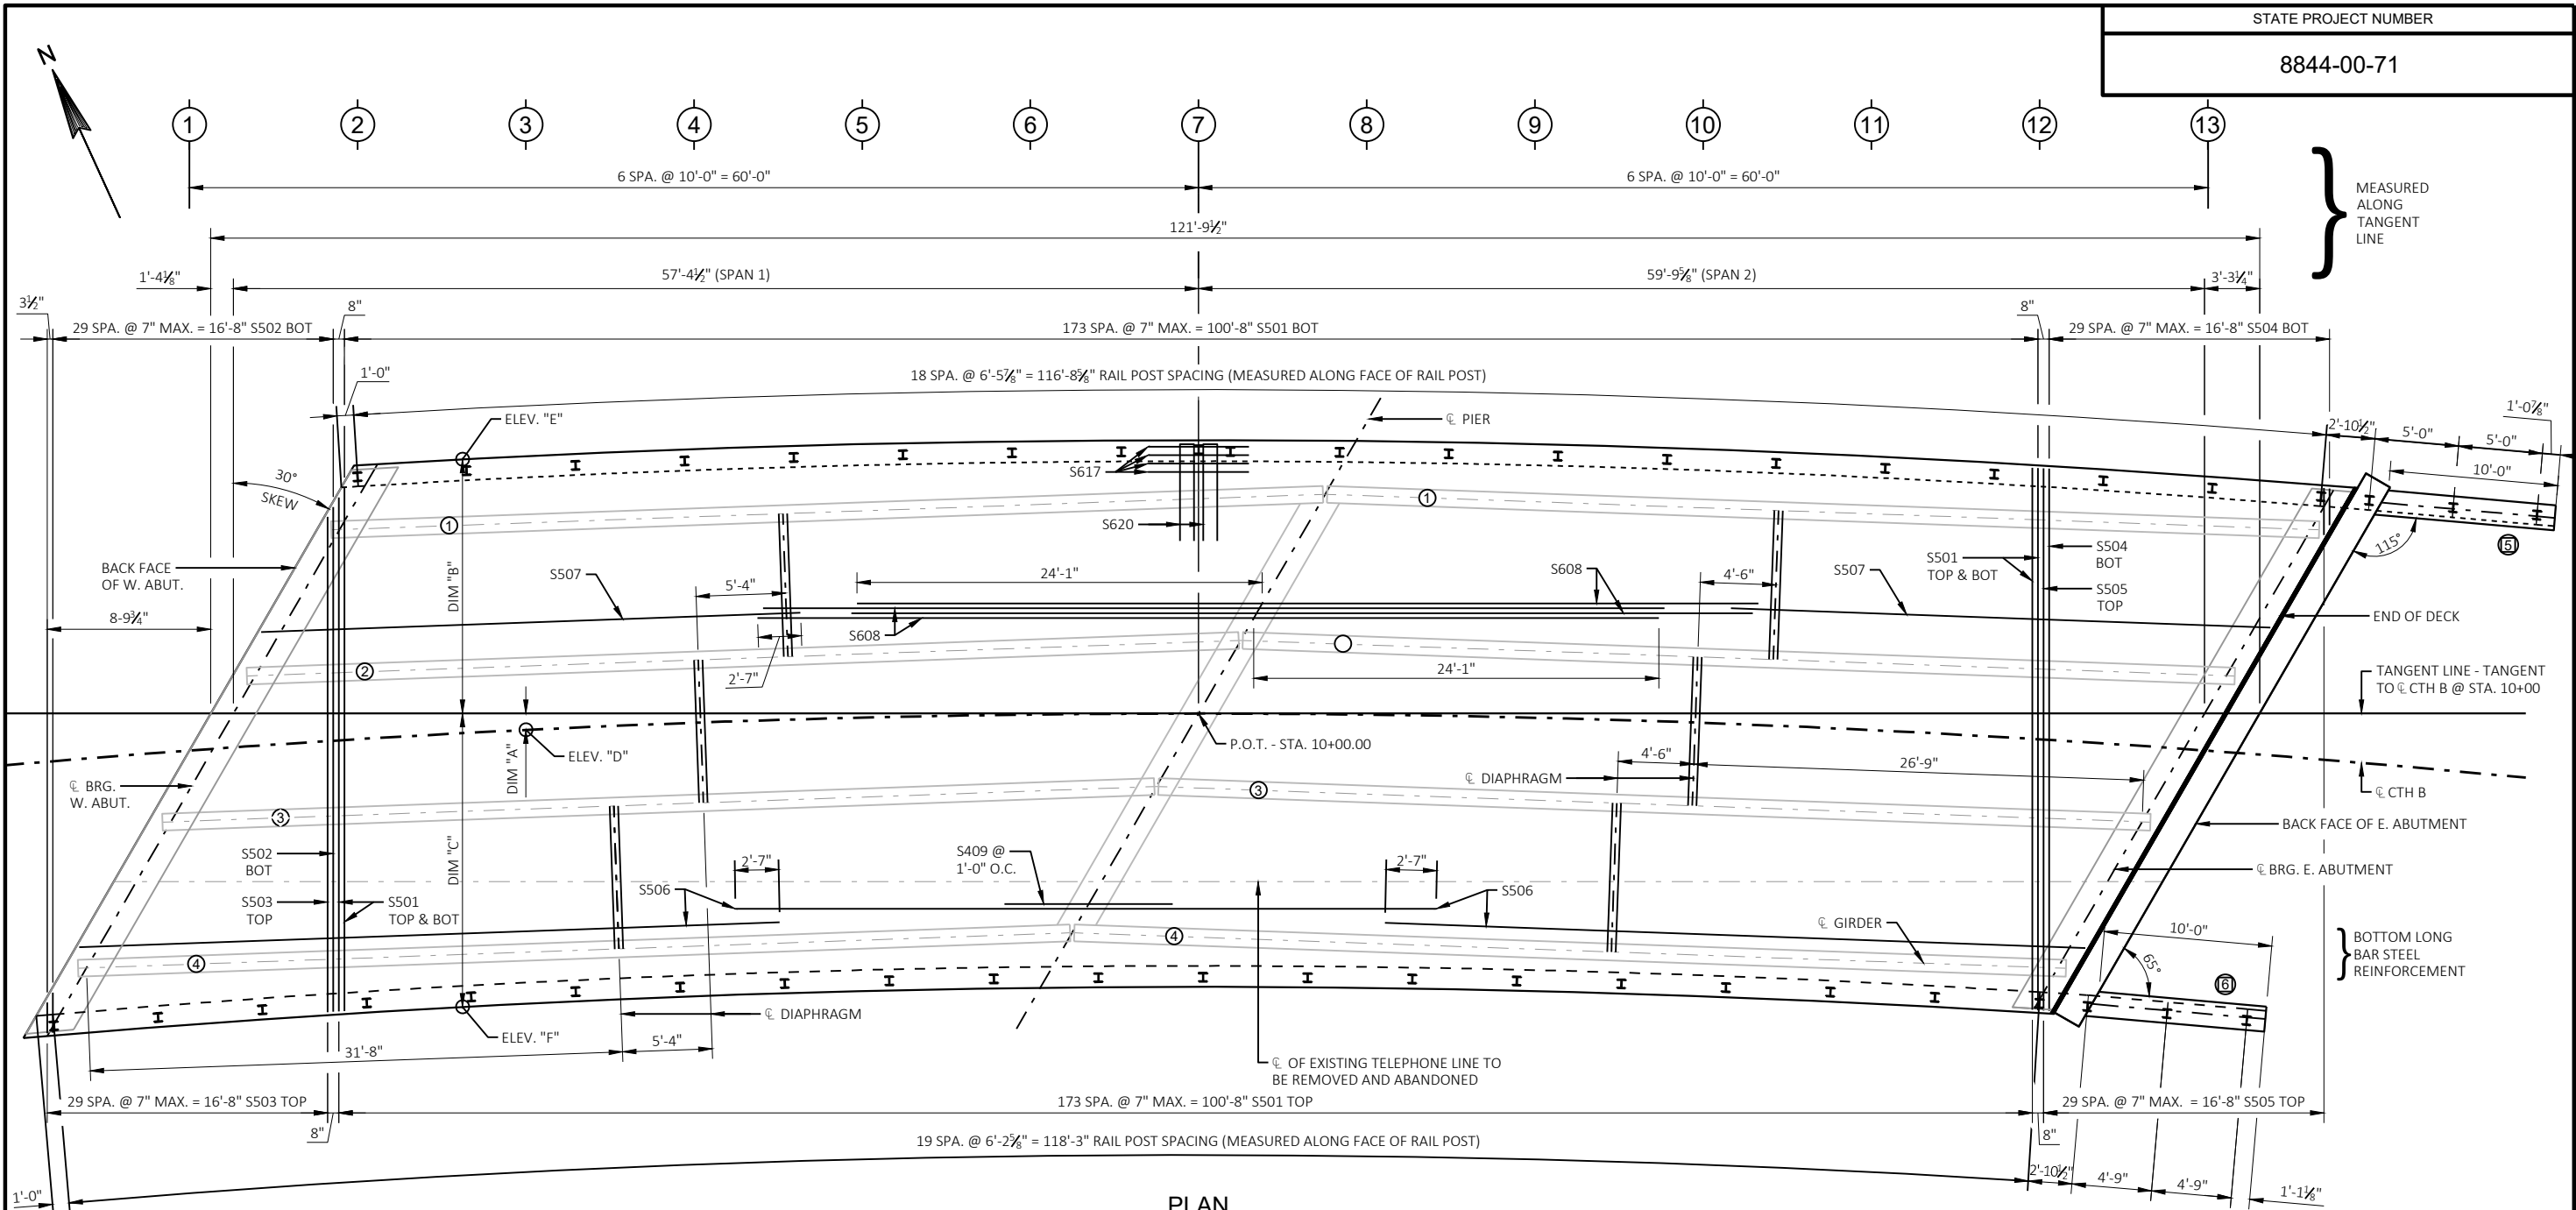 STATE PROJECT NUMBER
8844-00-71
N
1 2 3 4 5 6 7 8 9 10 11 12 13
6 SPA. @ 10'-0" = 60'-0"
6 SPA. @ 10'-0" = 60'-0"
MEASURED
ALONG
TANGENT
LINE
121'-9½"
1'-4⅛"
57'-4½" (SPAN 1)
59'-9⅝" (SPAN 2)
3'-3¼"
3½"
29 SPA. @ 7" MAX. = 16'-8" S502 BOT
8"
173 SPA. @ 7" MAX. = 100'-8" S501 BOT
8"
29 SPA. @ 7" MAX. = 16'-8" S504 BOT
1'-0"
18 SPA. @ 6'-5⅞" = 116'-8⅝" RAIL POST SPACING (MEASURED ALONG FACE OF RAIL POST)
1'-0⅞"
ELEV. "E"
℄ PIER
2'-10½"
5'-0"
5'-0"
10'-0"
30°
SKEW
S617
S620
1
1
115°
5
BACK FACE
OF W. ABUT.
8-9¾"
S507
5'-4"
24'-1"
S608
4'-6"
S507
S501
TOP & BOT
S504
BOT
S505
TOP
END OF DECK
DIM "B"
S608
2
2'-7"
24'-1"
TANGENT LINE - TANGENT
TO ℄ CTH B @ STA. 10+00
ELEV. "D"
DIM "A"
P.O.T. - STA. 10+00.00
4'-6"
℄ DIAPHRAGM
26'-9"
℄ BRG.
W. ABUT.
3
3
℄ CTH B
BACK FACE OF E. ABUTMENT
S502
BOT
DIM "C"
2'-7"
S409 @
1'-0" O.C.
2'-7"
℄ BRG. E. ABUTMENT
S503
TOP
S501
TOP & BOT
S506
S506
℄ GIRDER
10'-0"
BOTTOM LONG
BAR STEEL
REINFORCEMENT
4
4
65°
6
℄ DIAPHRAGM
ELEV. "F"
31'-8"
5'-4"
℄ OF EXISTING TELEPHONE LINE TO
BE REMOVED AND ABANDONED
29 SPA. @ 7" MAX. = 16'-8" S503 TOP
8"
173 SPA. @ 7" MAX. = 100'-8" S501 TOP
8"
29 SPA. @ 7" MAX. = 16'-8" S505 TOP
19 SPA. @ 6'-2⅝" = 118'-3" RAIL POST SPACING (MEASURED ALONG FACE OF RAIL POST)
1'-0"
2'-10½"
4'-9"
4'-9"
1'-1⅛"
PLAN